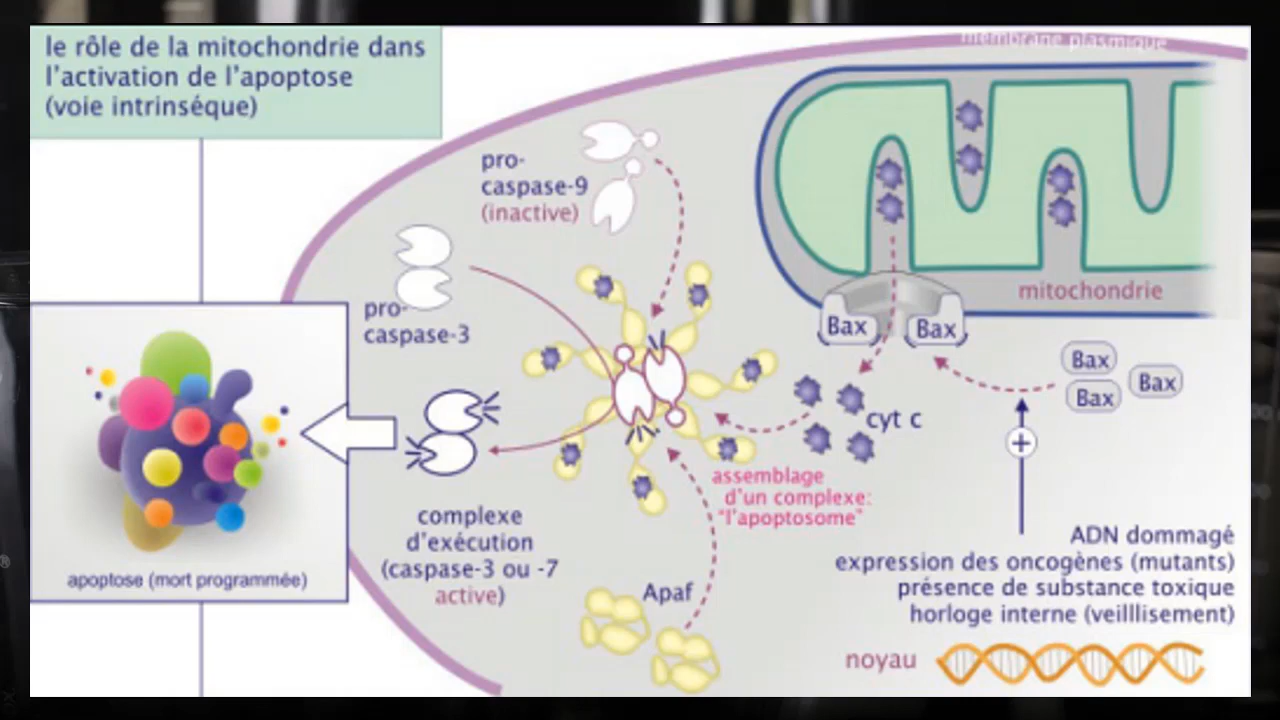 le rôle de la mitochondrie dans
l'activation de l'apoptose
(voie intrinséque)
membrane plasmique
pro-
caspase-9
(inactive)
pro-
caspase-3
mitochondrie
Bax
Bax
Bax
Bax
Bax
cyt c
assemblage
d'un complexe:
"l'apoptosome"
complexe
d'exécution
(caspase-3 ou -7
active)
apoptose (mort programmée)
Apaf
+
ADN dommagé
expression des oncogènes (mutants)
présence de substance toxique
horloge interne (veilllisement)
noyau